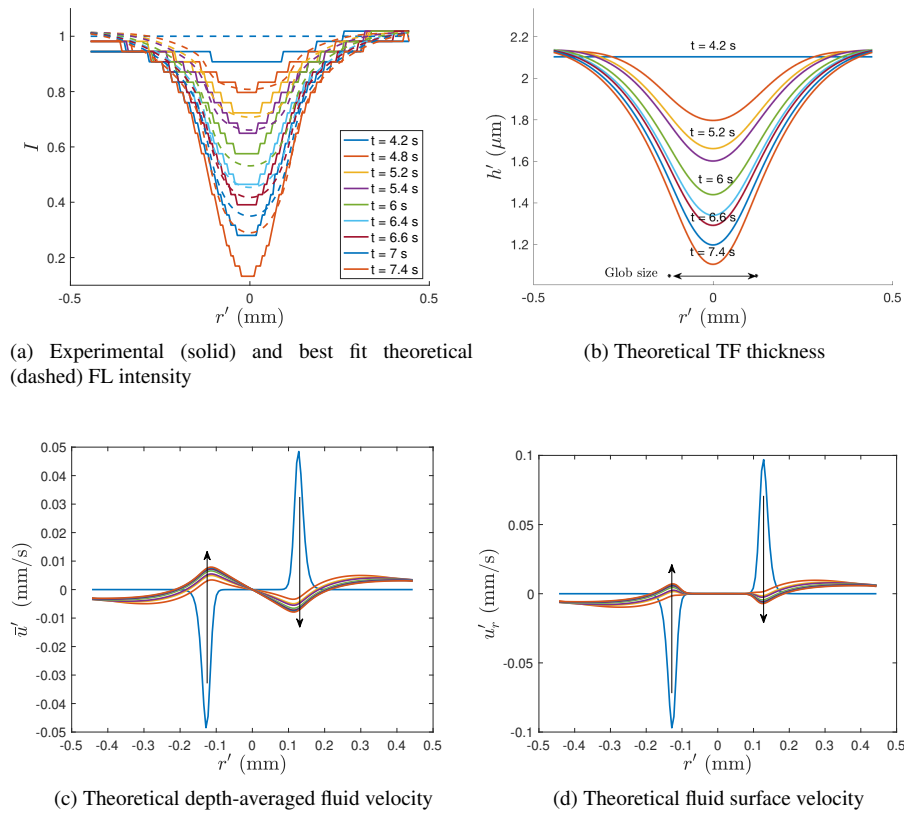 1
0.8
0.6
0.4
0.2
I
-0.5
0
0.5
r′ (mm)
t = 4.2 s
t = 4.8 s
t = 5.2 s
t = 5.4 s
t = 6 s
t = 6.4 s
t = 6.6 s
t = 7 s
t = 7.4 s
(a) Experimental (solid) and best fit theoretical
(dashed) FL intensity
2.2
2
1.8
1.6
1.4
1.2
h′ (μm)
t = 4.2 s
t = 5.2 s
t = 6 s
t = 6.6 s
t = 7.4 s
Glob size
-0.5
0
0.5
r′ (mm)
(b) Theoretical TF thickness
0.05
0.04
0.03
0.02
0.01
0
-0.01
-0.02
-0.03
-0.04
-0.05
ū′ (mm/s)
-0.5 -0.4 -0.3 -0.2 -0.1 0 0.1 0.2 0.3 0.4 0.5
r′ (mm)
(c) Theoretical depth-averaged fluid velocity
0.1
0.05
0
-0.05
-0.1
u′r (mm/s)
-0.5 -0.4 -0.3 -0.2 -0.1 0 0.1 0.2 0.3 0.4 0.5
r′ (mm)
(d) Theoretical fluid surface velocity